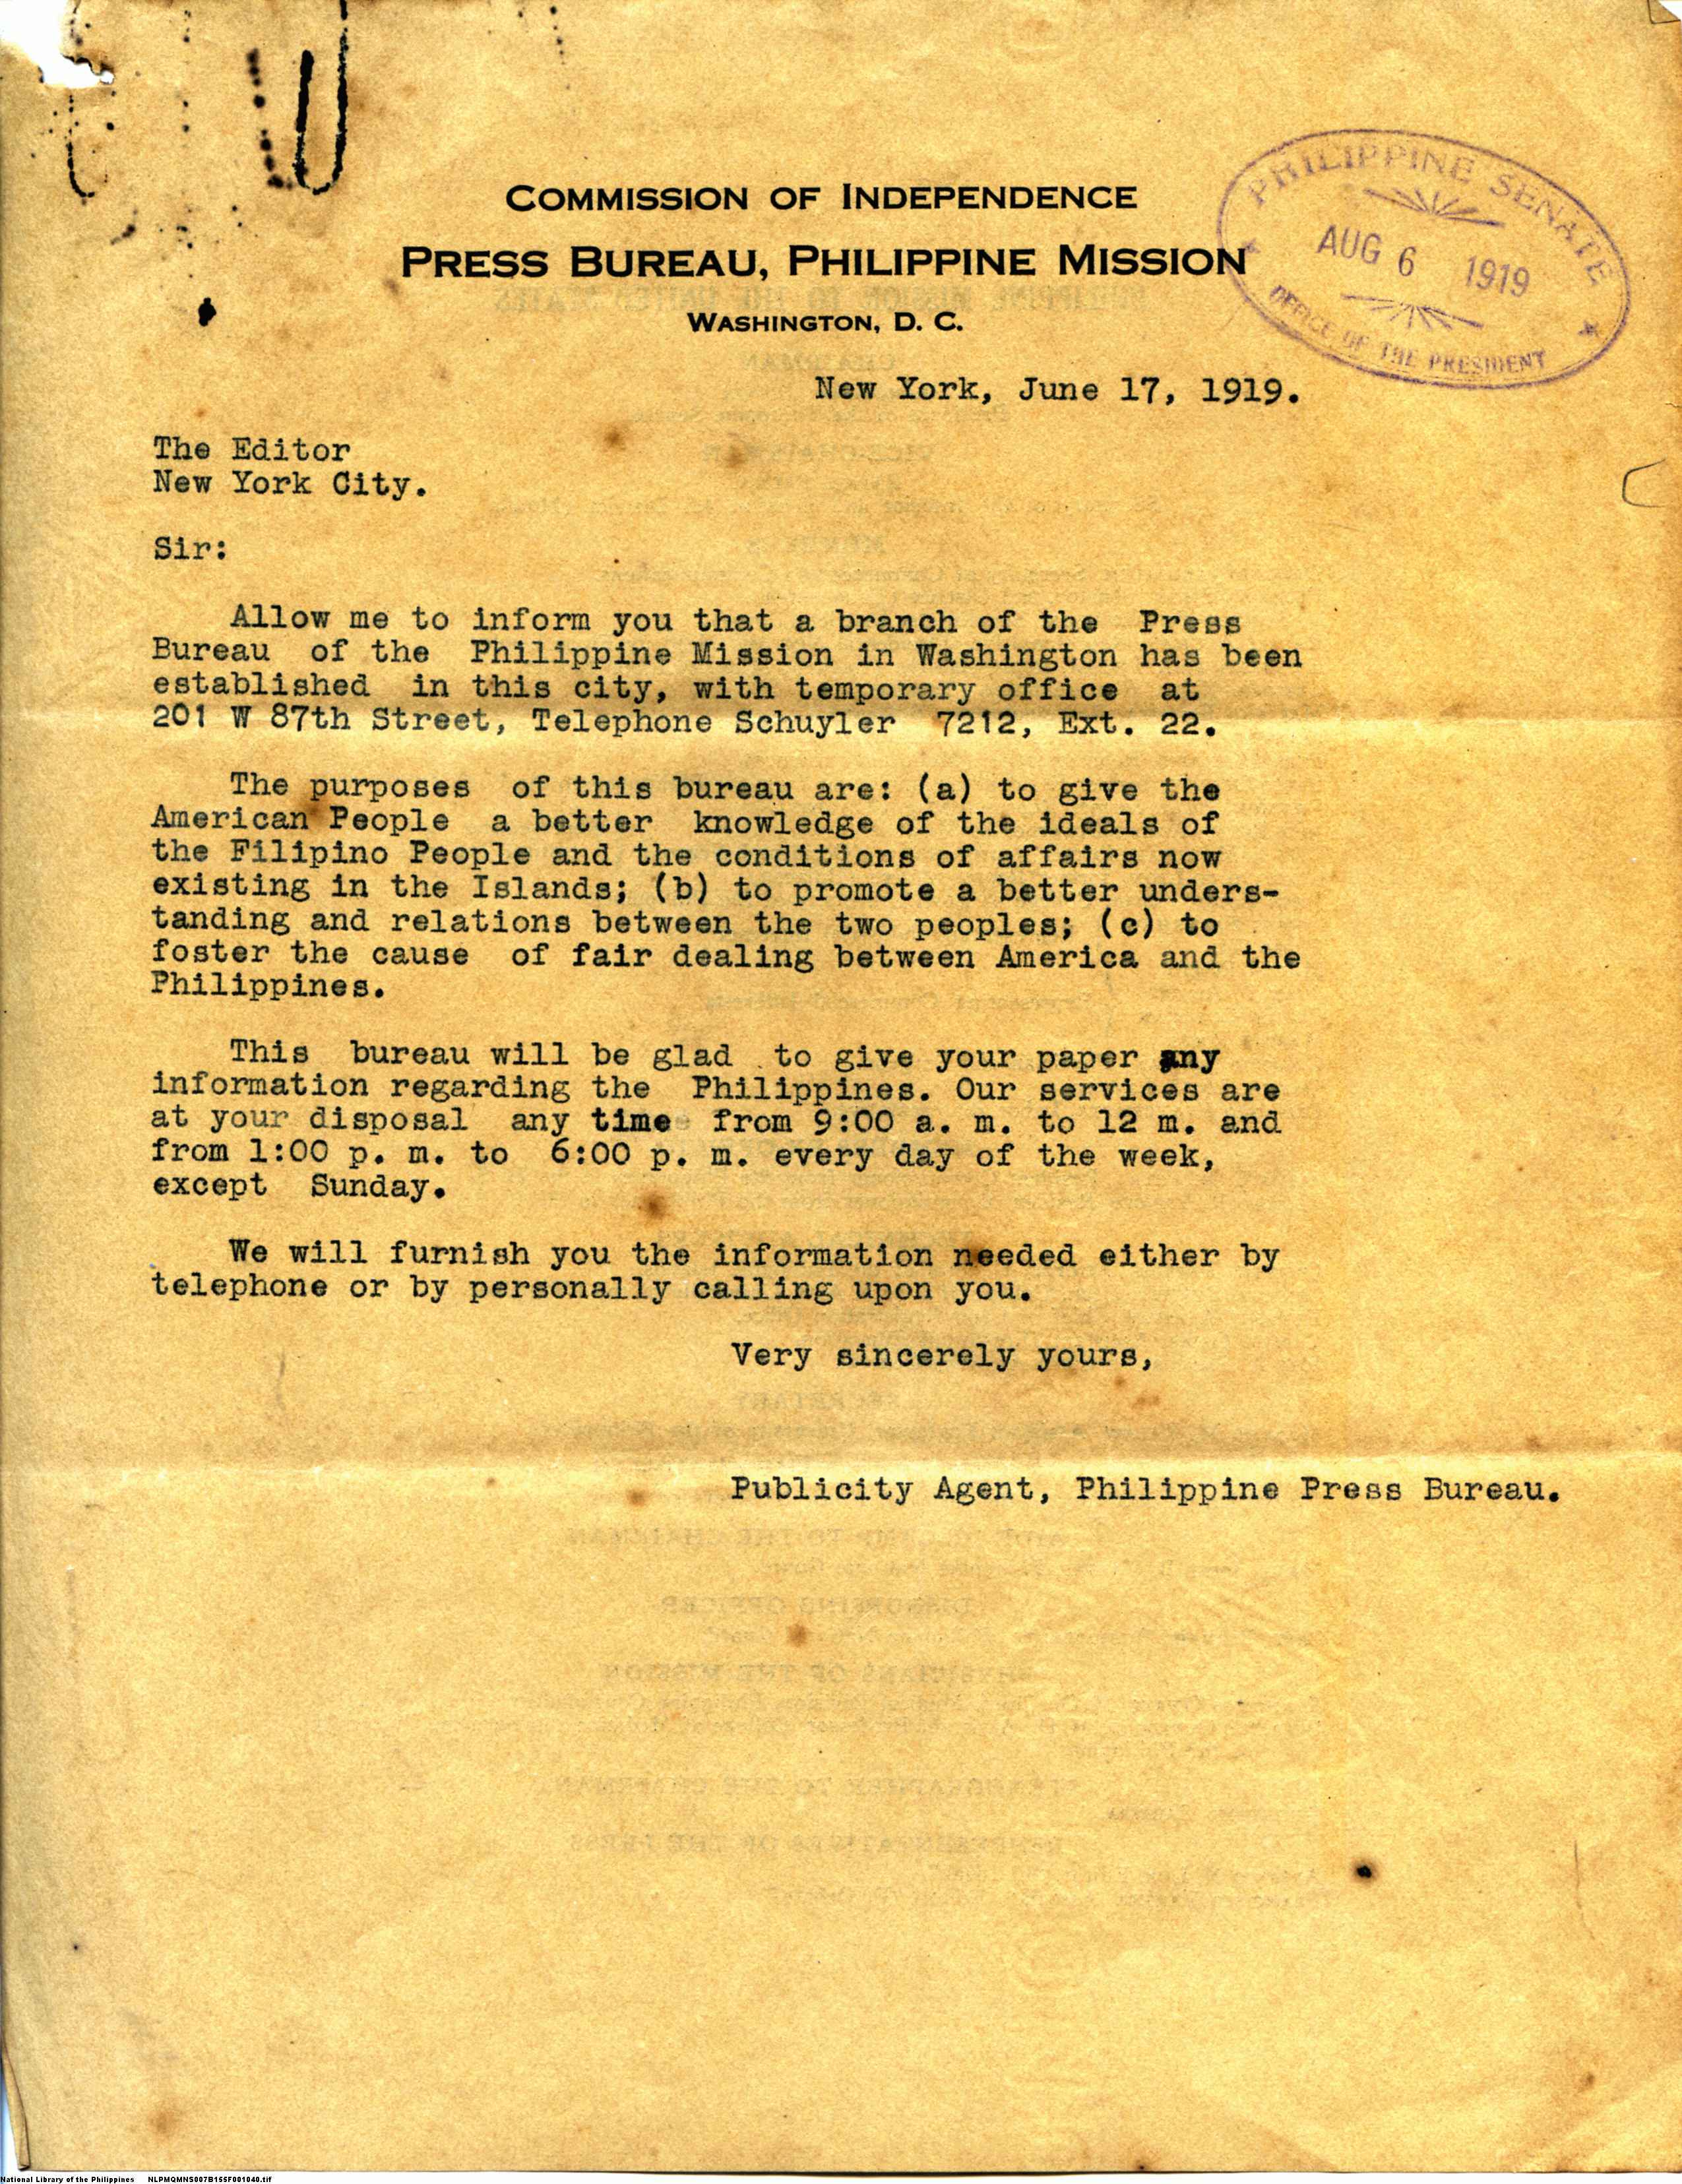 COMMISSION OF INDEPENDENCE
PRESS BUREAU, PHILIPPINE MISSION
WASHINGTON, D. C.
PHILIPPINE SENATE
AUG 6 1919
OFFICE OF THE PRESIDENT
New York, June 17, 1919.
The Editor
New York City.
Sir:
Allow me to inform you that a branch of the Press
Bureau of the Philippine Mission in Washington has been
established in this city, with temporary office at
201 W 87th Street, Telephone Schuyler 7212, Ext. 22.
The purposes of this bureau are: (a) to give the
American People a better knowledge of the ideals of
the Filipino People and the conditions of affairs now
existing in the Islands; (b) to promote a better unders-
tanding and relations between the two peoples; (c) to
foster the cause of fair dealing between America and the
Philippines.
This bureau will be glad to give your paper any
information regarding the Philippines. Our services are
at your disposal any time from 9:00 a. m. to 12 m. and
from 1:00 p. m. to 6:00 p. m. every day of the week,
except Sunday.
We will furnish you the information needed either by
telephone or by personally calling upon you.
Very sincerely yours,
Publicity Agent, Philippine Press Bureau.
National Library of the Philippines NLPMQMNS007B155F001040.tif